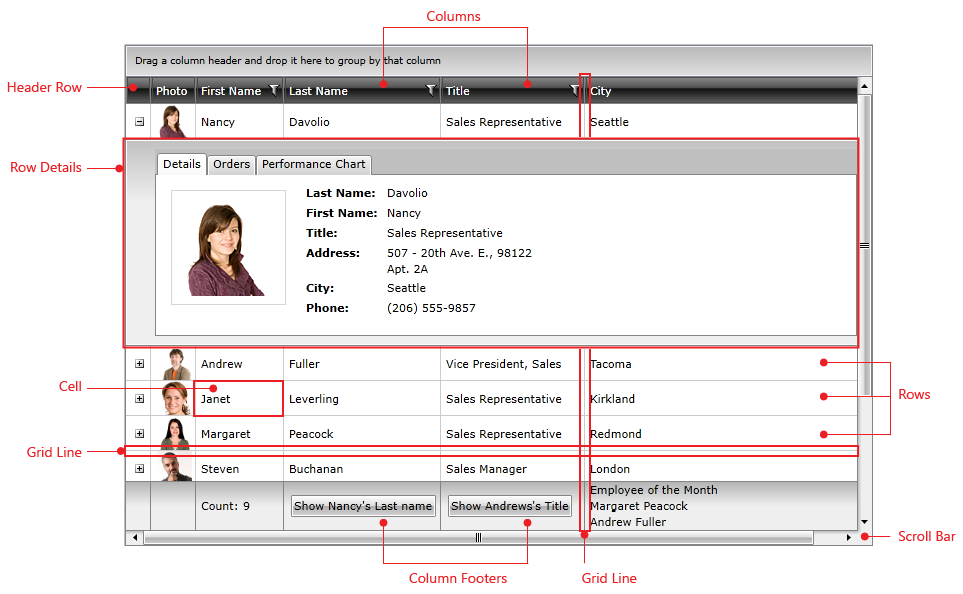 Columns
Drag a column header and drop it here to group by that column
Header Row
Photo First Name Last Name Title City
Nancy Davolio Sales Representative Seattle
Row Details
Details Orders Performance Chart
Last Name: Davolio
First Name: Nancy
Title: Sales Representative
Address: 507 - 20th Ave. E., 98122
Apt. 2A
City: Seattle
Phone: (206) 555-9857
Andrew Fuller Vice President, Sales Tacoma
Cell
Janet Leverling Sales Representative Kirkland
Rows
Margaret Peacock Sales Representative Redmond
Grid Line
Steven Buchanan Sales Manager London
Count: 9 Show Nancy's Last name Show Andrews's Title
Employee of the Month
Margaret Peacock
Andrew Fuller
Scroll Bar
Column Footers
Grid Line